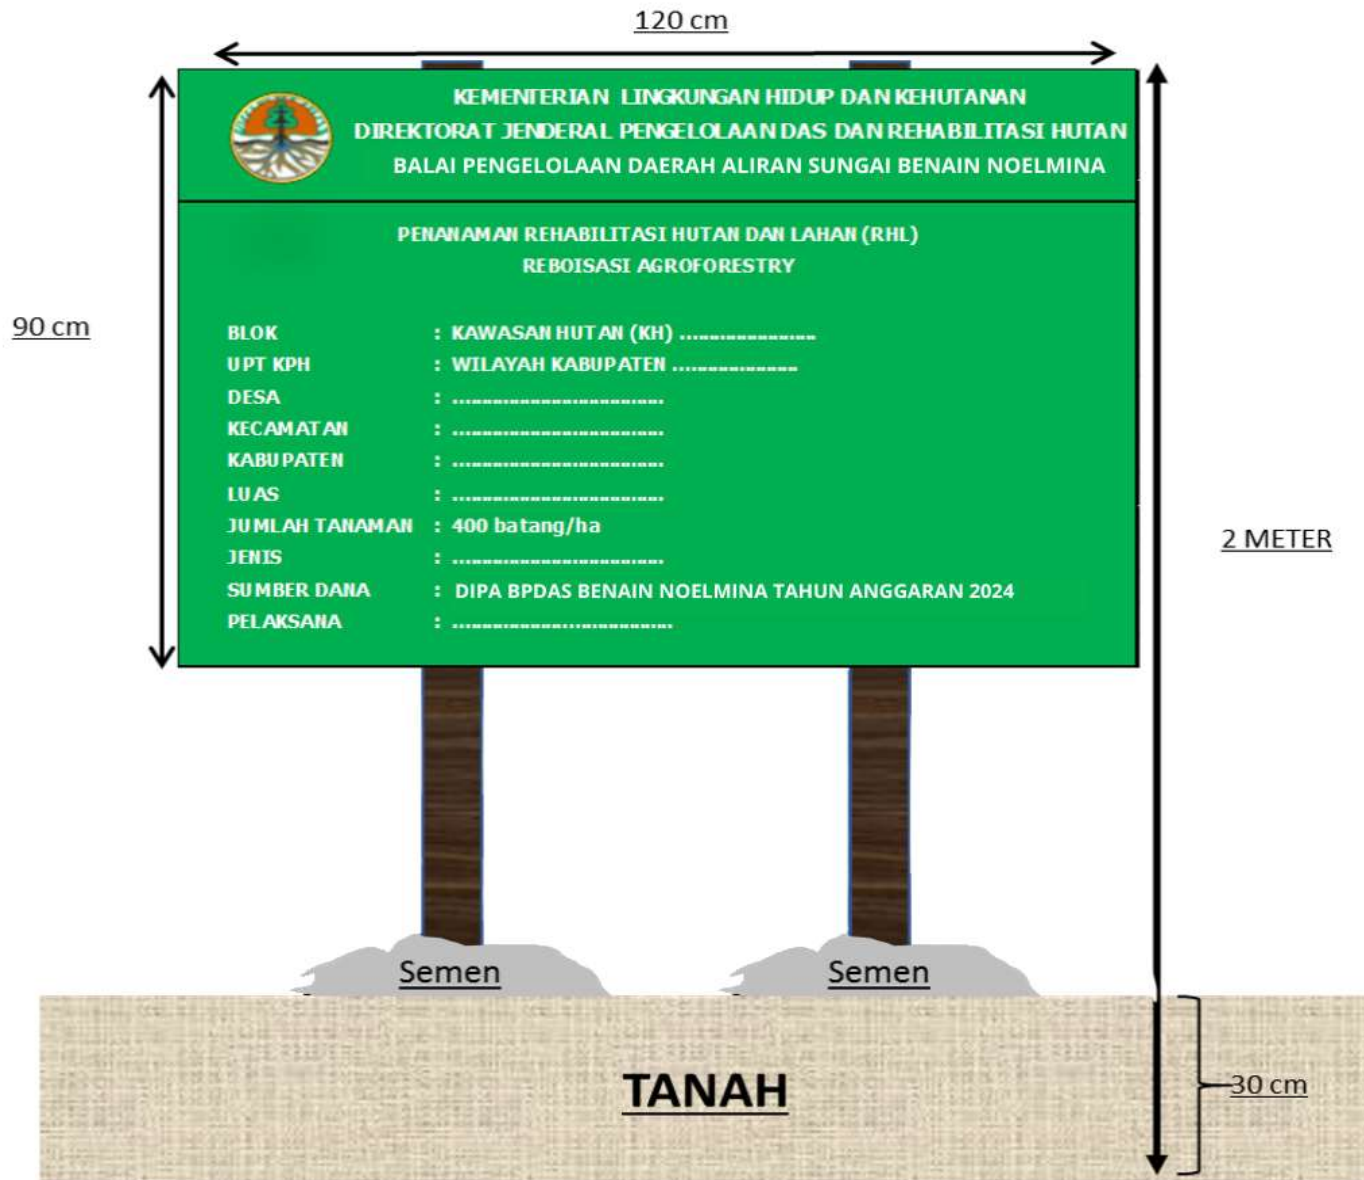 120 cm
KEMENTERIAN LINGKUNGAN HIDUP DAN KEHUTANAN
DIREKTORAT JENDERAL PENGELOLAAN DAS DAN REHABILITASI HUTAN
BALAI PENGELOLAAN DAERAH ALIRAN SUNGAI BENAIN NOELMINA
PENANAMAN REHABILITASI HUTAN DAN LAHAN (RHL)
REBOISASI AGROFORESTRY
90 cm
BLOK : KAWASAN HUTAN (KH) ..........................
UPT KPH : WILAYAH KABUPATEN ........................
DESA : ........................................
KECAMATAN : ........................................
KABUPATEN : ........................................
LUAS : ........................................
JUMLAH TANAMAN : 400 batang/ha
JENIS : ........................................
SUMBER DANA : DIPA BPDAS BENAIN NOELMINA TAHUN ANGGARAN 2024
PELAKSANA : ..........................................
2 METER
Semen Semen
TANAH
30 cm